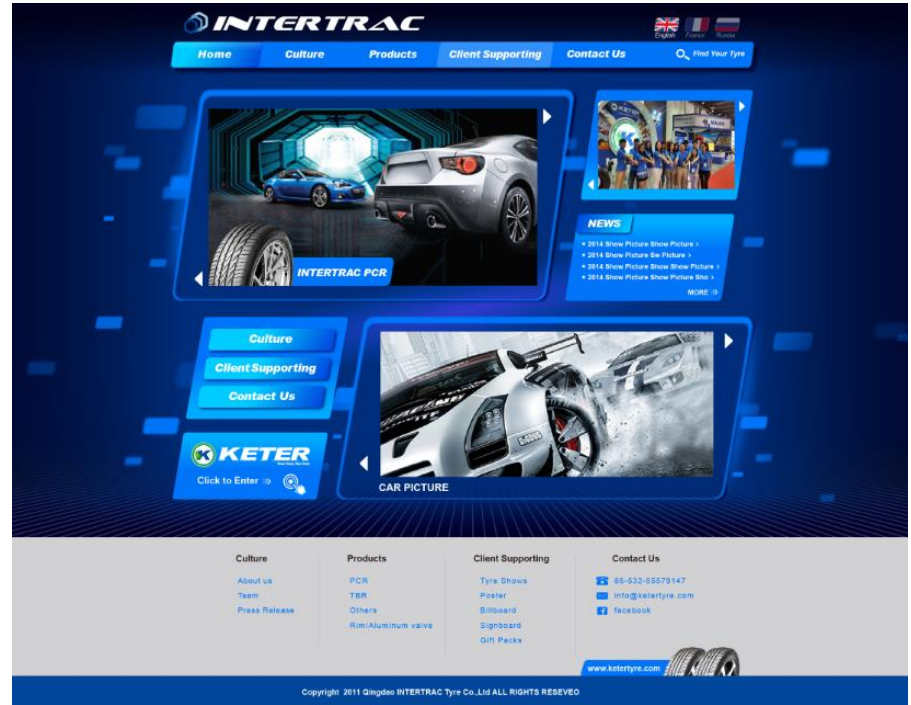 INTERTRAC
English France Russia
Home Culture Products Client Supporting Contact Us Find Your Tyre
KETER
INTERTRAC PCR
NEWS
2014 Show Picture Show Picture >
2014 Show Picture Sw Picture >
2014 Show Picture Show Show Picture >
2014 Show Picture Show Picture Sho >
MORE
Culture
Client Supporting
Contact Us
KETER
Click to Enter
CAR PICTURE
Culture Products Client Supporting Contact Us
About us PCR Tyre Shows 86-532-55579147
Team TBR Poster info@ketertyre.com
Press Release Others Billboard facebook
Rim/Aluminum valve Signboard
Gift Packs
www.ketertyre.com
Copyright 2011 Qingdao INTERTRAC Tyre Co.,Ltd ALL RIGHTS RESEVEO